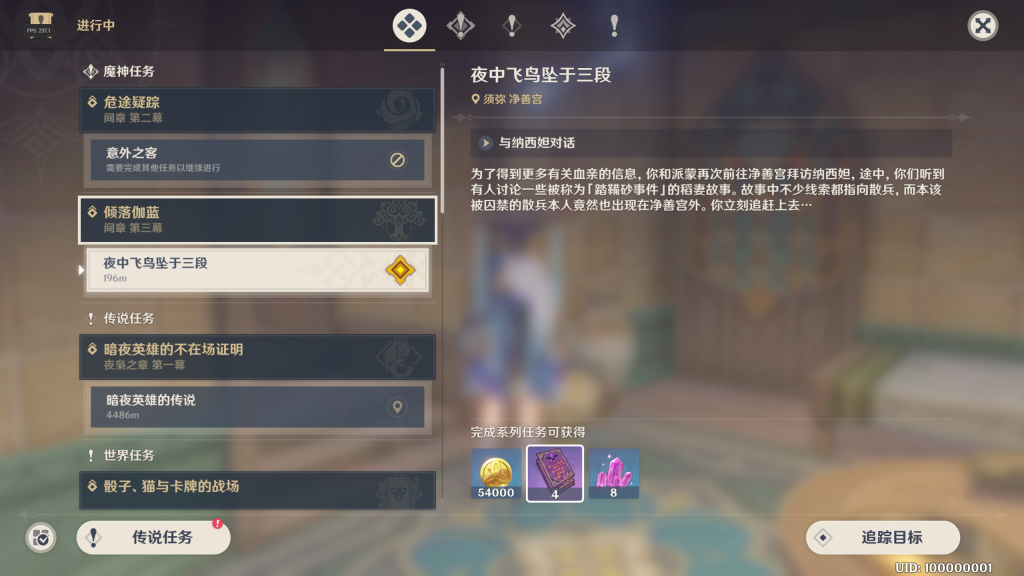 FPS: 237.1
进行中
魔神任务
危途疑踪
间章 第二幕
意外之客
需要完成其他任务以继续进行
倾落伽蓝
间章 第三幕
夜中飞鸟坠于三段
196m
传说任务
暗夜英雄的不在场证明
夜枭之章 第一幕
暗夜英雄的传说
4486m
世界任务
骰子、猫与卡牌的战场
传说任务
夜中飞鸟坠于三段
须弥 净善宫
与纳西妲对话
为了得到更多有关血亲的信息，你和派蒙再次前往净善宫拜访纳西妲，途中，你们听到
有人讨论一些被称为「踏鞴砂事件」的稻妻故事。故事中不少线索都指向散兵，而本该
被囚禁的散兵本人竟然也出现在净善宫外。你立刻追赶上去…
完成系列任务可获得
54000
4
8
追踪目标
UID: 100000001